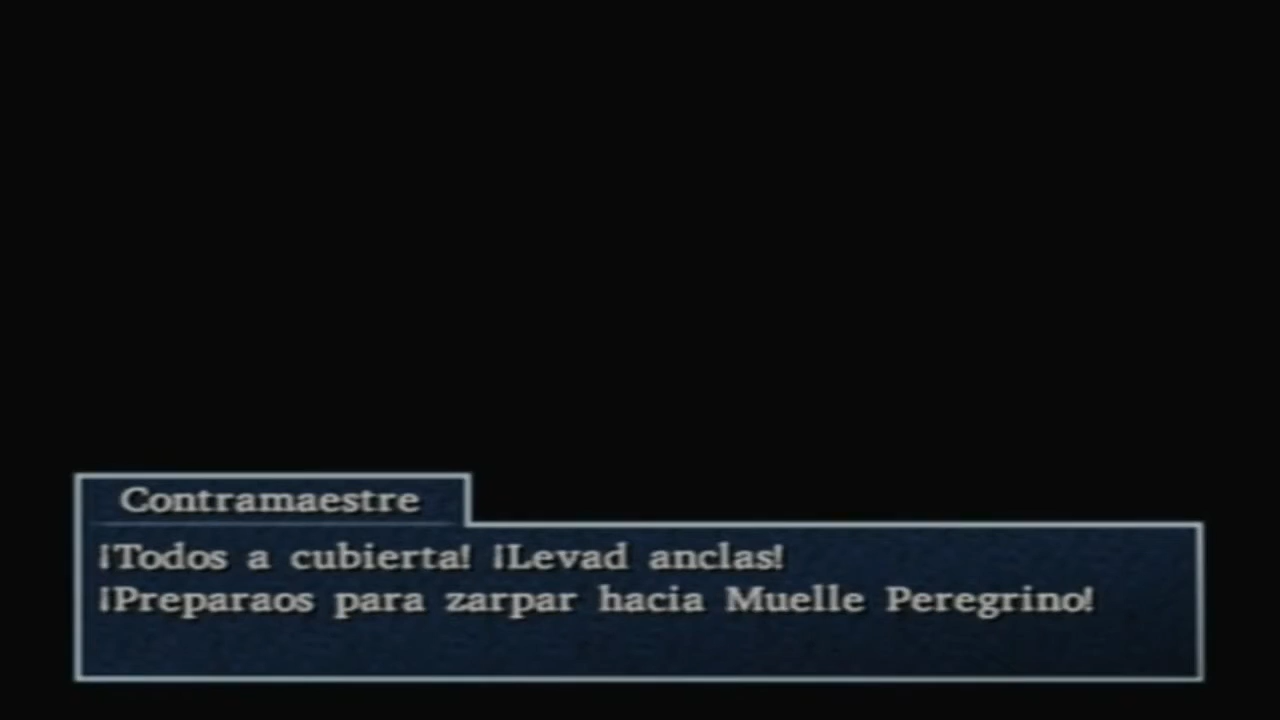 Contramaestre
¡Todos a cubierta! ¡Levad anclas!
¡Preparaos para zarpar hacia Muelle Peregrino!